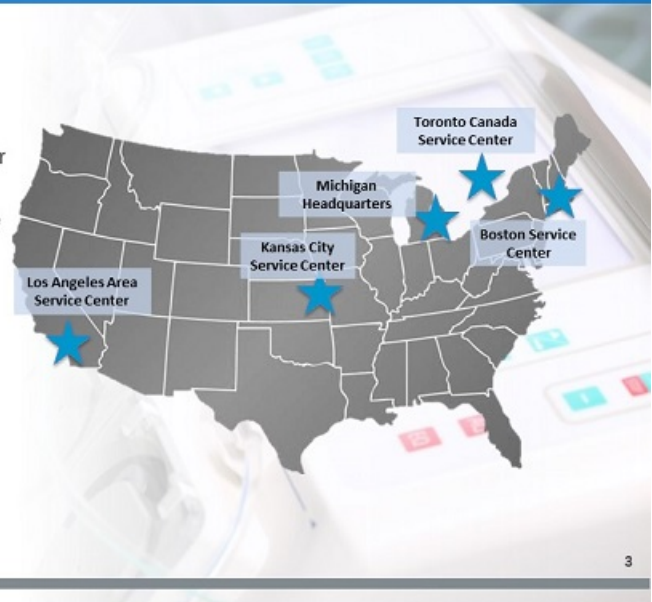 Toronto Canada
Service Center
Michigan
Headquarters
Boston Service
Center
Kansas City
Service Center
Los Angeles Area
Service Center
3